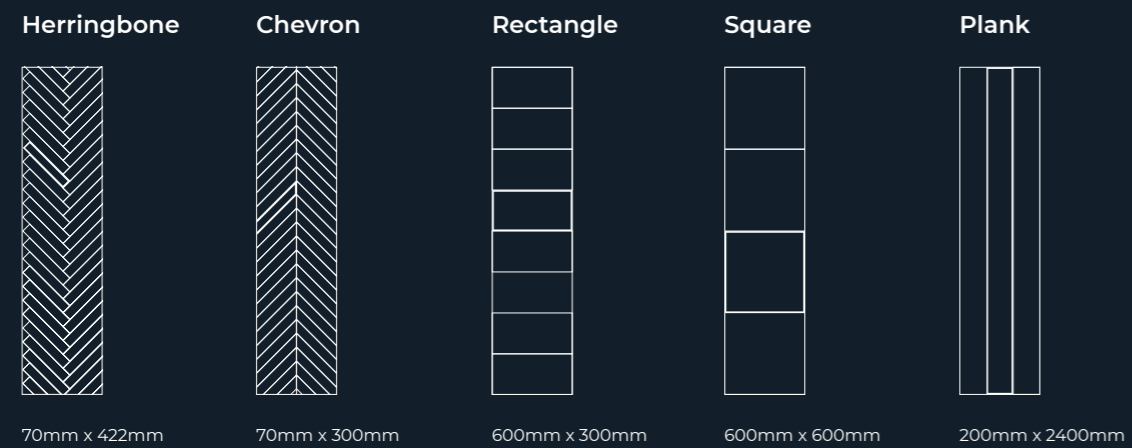 Herringbone
Chevron
Rectangle
Square
Plank
70mm x 422mm
70mm x 300mm
600mm x 300mm
600mm x 600mm
200mm x 2400mm